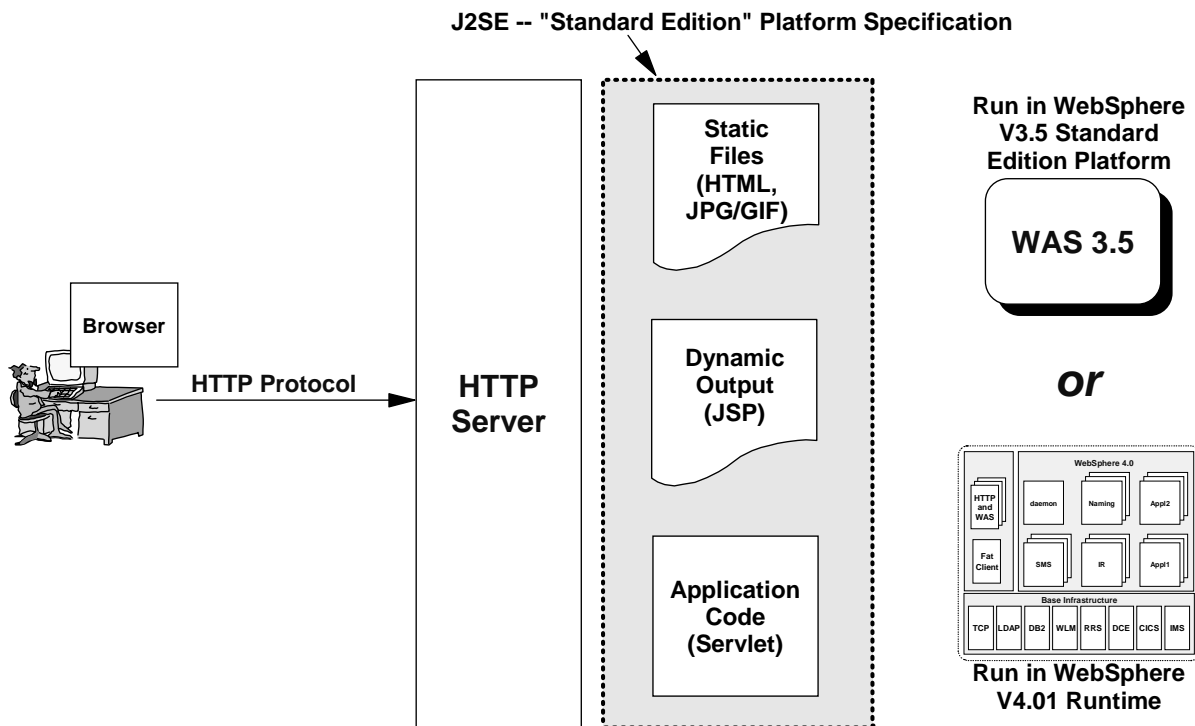 J2SE -- "Standard Edition" Platform Specification
Browser
HTTP Protocol
HTTP
Server
Static
Files
(HTML,
JPG/GIF)
Dynamic
Output
(JSP)
Application
Code
(Servlet)
Run in WebSphere
V3.5 Standard
Edition Platform
WAS 3.5
or
WebSphere 4.0
HTTP
and
WAS
daemon
Naming
Appl2
Fat
Client
SMS
IR
Appl1
Base Infrastructure
TCP LDAP DB2 WLM RRS DCE CICS IMS
Run in WebSphere
V4.01 Runtime